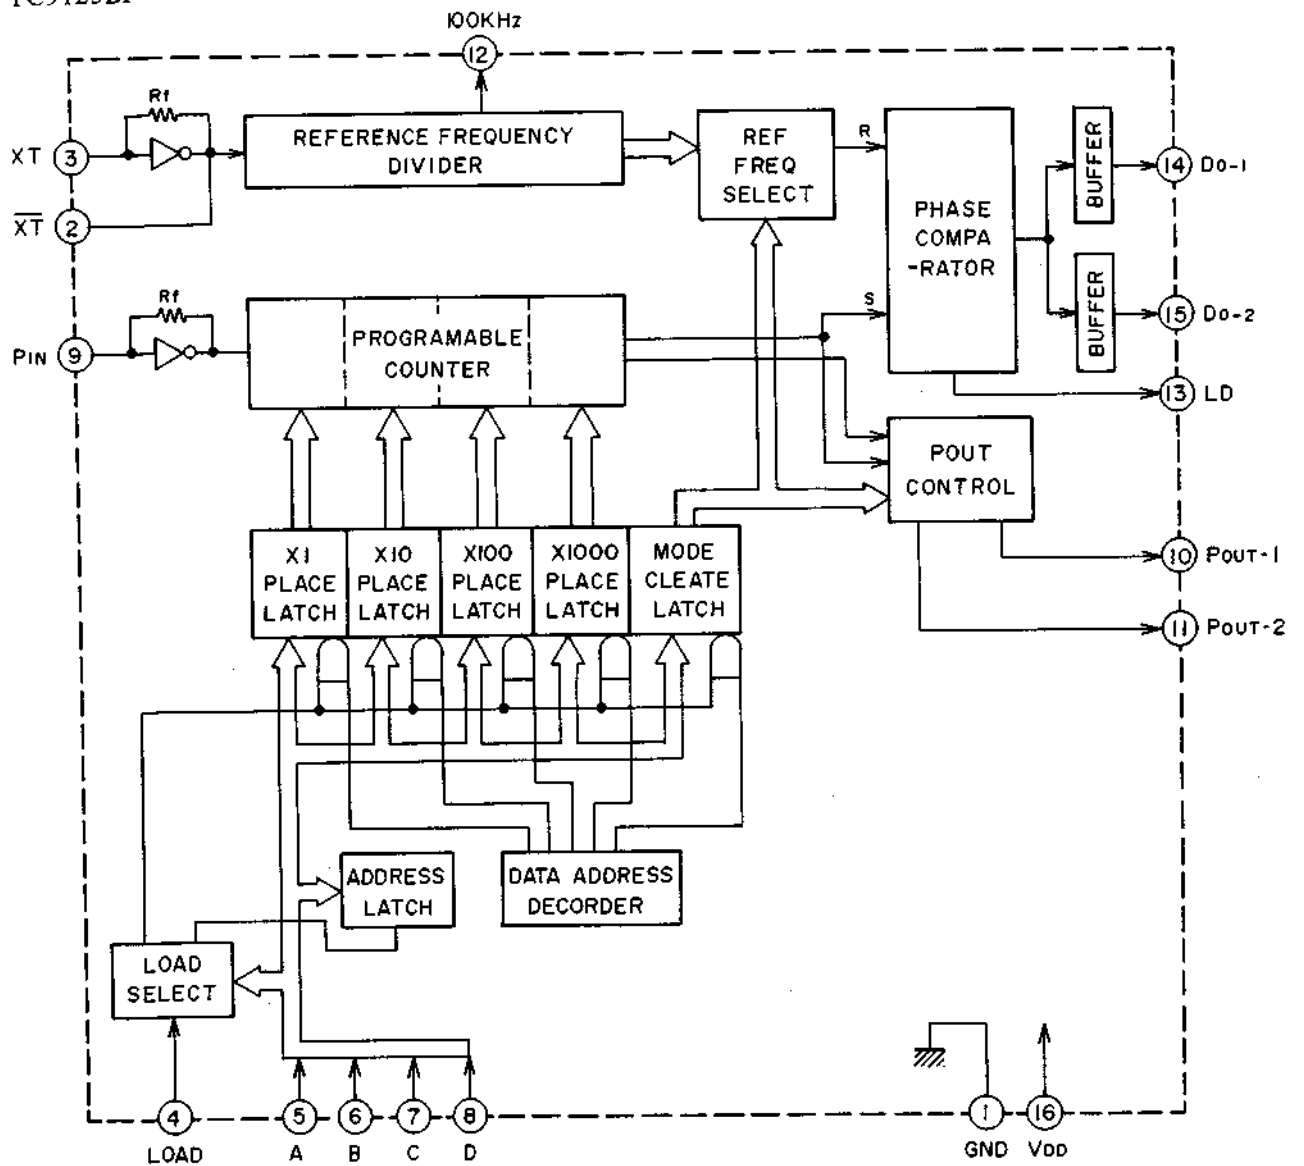 100KHz
12
Rf
XT
3
REFERENCE FREQUENCY
DIVIDER
REF
FREQ
SELECT
R
PHASE
COMPA
-RATOR
BUFFER
14
Do-1
XT
2
Rf
PIN
9
PROGRAMABLE
COUNTER
S
BUFFER
15
Do-2
13
LD
POUT
CONTROL
X1
PLACE
LATCH
X10
PLACE
LATCH
X100
PLACE
LATCH
X1000
PLACE
LATCH
MODE
CLEATE
LATCH
10
POUT-1
11
POUT-2
ADDRESS
LATCH
DATA ADDRESS
DECORDER
LOAD
SELECT
4
LOAD
5
A
6
B
7
C
8
D
1
GND
16
VDD